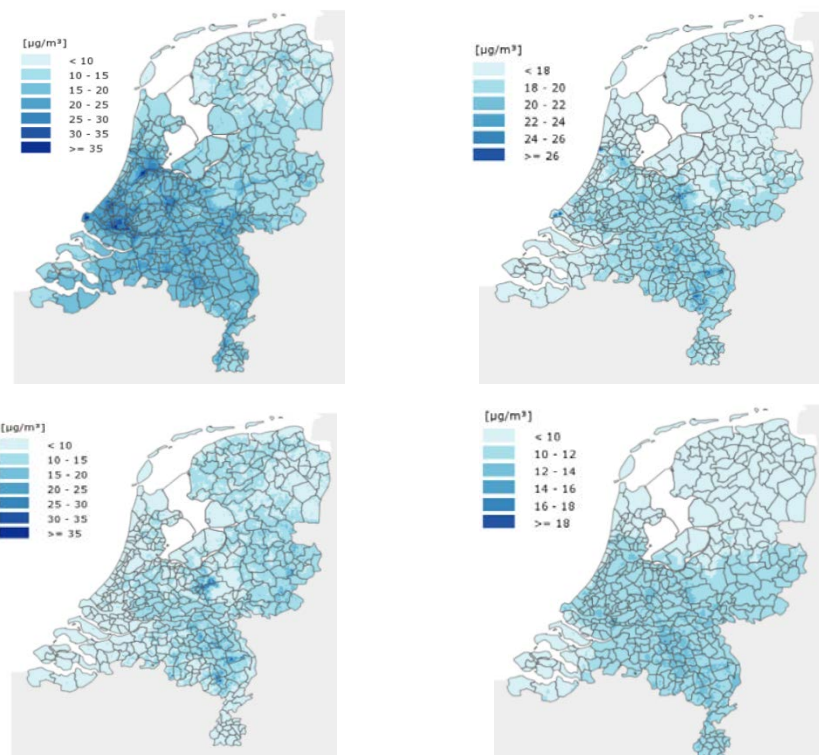 [µg/m³]
< 10
10 - 15
15 - 20
20 - 25
25 - 30
30 - 35
>= 35
[µg/m³]
< 18
18 - 20
20 - 22
22 - 24
24 - 26
>= 26
[µg/m³]
< 10
10 - 15
15 - 20
20 - 25
25 - 30
30 - 35
>= 35
[µg/m³]
< 10
10 - 12
12 - 14
14 - 16
16 - 18
>= 18